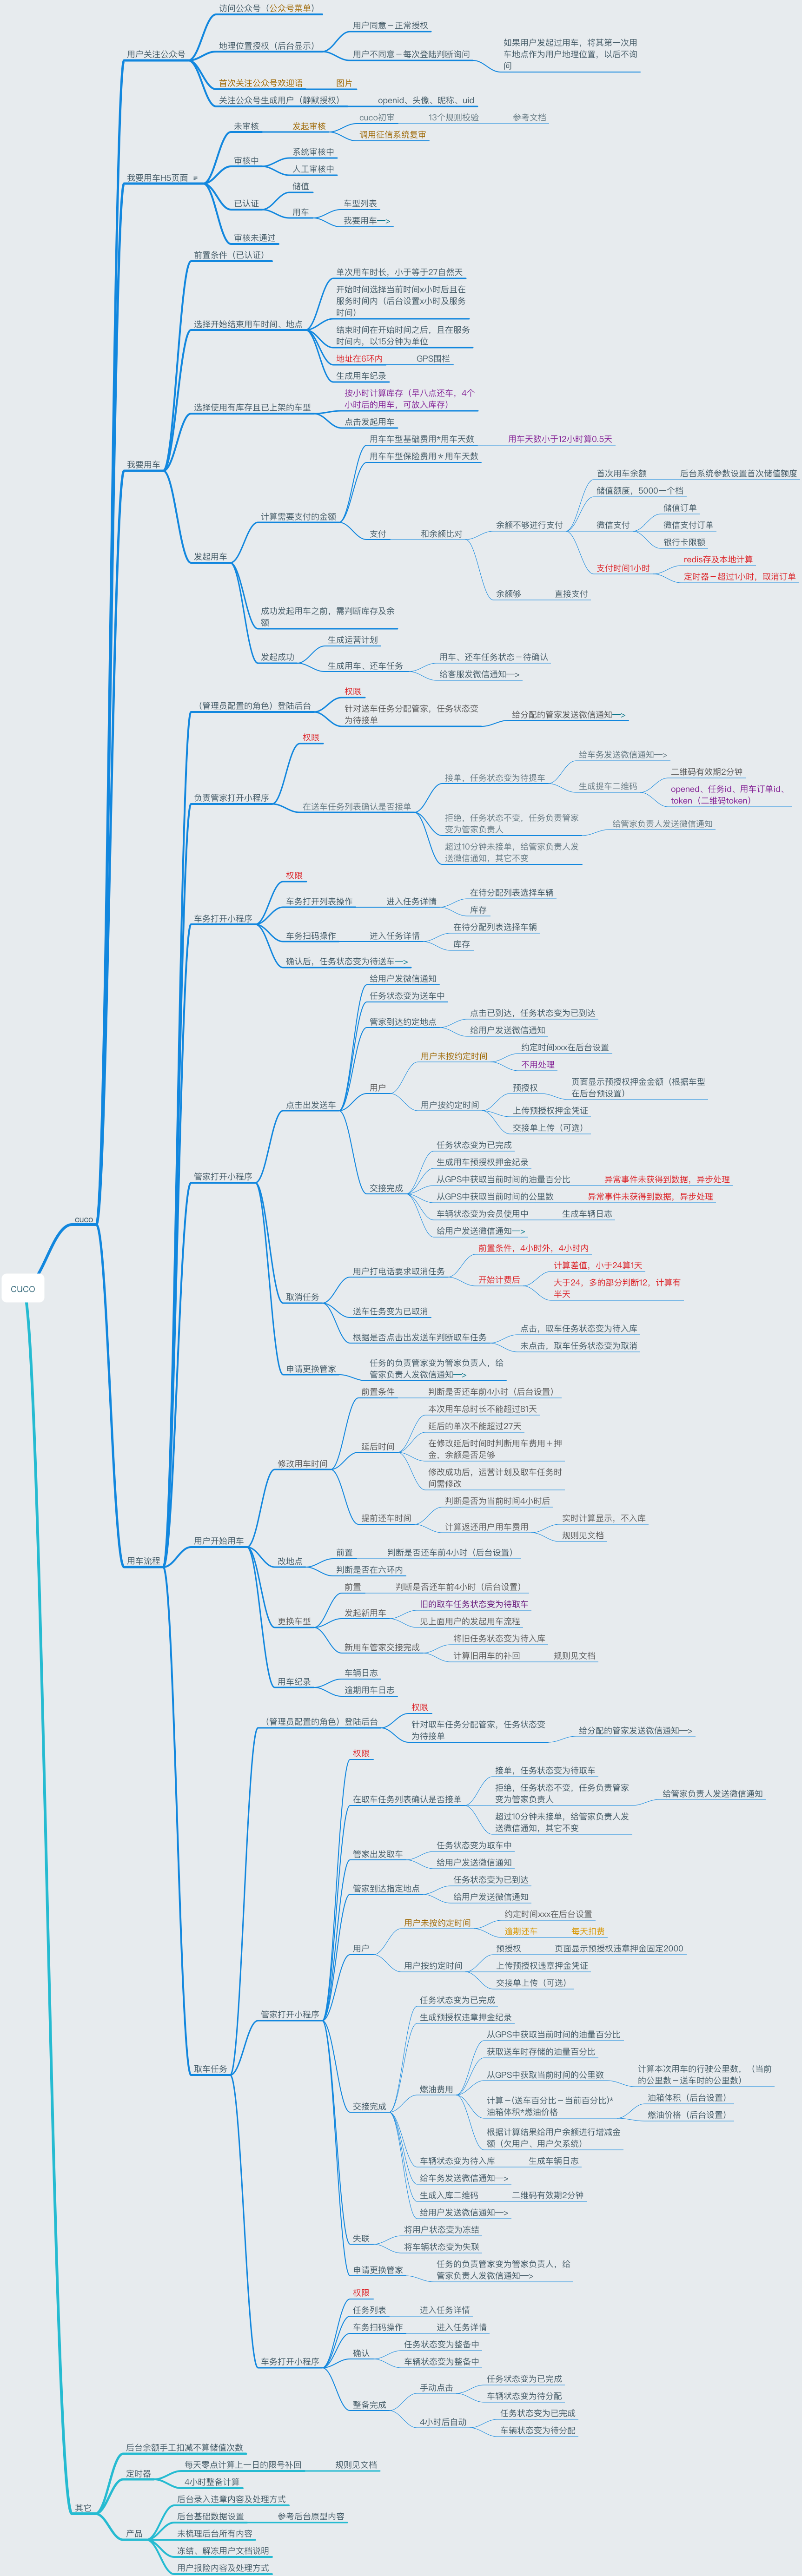 访问公众号（公众号菜单）
用户同意－正常授权
地理位置授权（后台显示）
用户不同意－每次登陆判断询问
如果用户发起过用车，将其第一次用
车地点作为用户地理位置，以后不询
问
用户关注公众号
首次关注公众号欢迎语
图片
关注公众号生成用户（静默授权）
openid、头像、昵称、uid
未审核
发起审核
cuco初审
13个规则校验
参考文档
调用征信系统复审
审核中
系统审核中
人工审核中
我要用车H5页面
已认证
储值
用车
车型列表
我要用车—>
审核未通过
前置条件（已认证）
选择开始结束用车时间、地点
单次用车时长，小于等于27自然天
开始时间选择当前时间x小时后且在
服务时间内（后台设置x小时及服务
时间）
结束时间在开始时间之后，且在服务
时间内，以15分钟为单位
地址在6环内
GPS围栏
生成用车纪录
选择使用有库存且已上架的车型
按小时计算库存（早八点还车，4个
小时后的用车，可放入库存）
点击发起用车
我要用车
发起用车
计算需要支付的金额
用车车型基础费用*用车天数
用车天数小于12小时算0.5天
用车车型保险费用＊用车天数
支付
和余额比对
余额不够进行支付
首次用车余额
后台系统参数设置首次储值额度
储值额度，5000一个档
微信支付
储值订单
微信支付订单
银行卡限额
支付时间1小时
redis存及本地计算
定时器－超过1小时，取消订单
余额够
直接支付
成功发起用车之前，需判断库存及余
额
发起成功
生成运营计划
生成用车、还车任务
用车、还车任务状态－待确认
给客服发微信通知—>
（管理员配置的角色）登陆后台
权限
针对送车任务分配管家，任务状态变
为待接单
给分配的管家发送微信通知—>
负责管家打开小程序
权限
在送车任务列表确认是否接单
接单，任务状态变为待提车
给车务发送微信通知—>
生成提车二维码
二维码有效期2分钟
opened、任务id、用车订单id、
token（二维码token）
拒绝，任务状态不变，任务负责管家
变为管家负责人
给管家负责人发送微信通知
超过10分钟未接单，给管家负责人发
送微信通知，其它不变
车务打开小程序
权限
车务打开列表操作
进入任务详情
在待分配列表选择车辆
库存
车务扫码操作
进入任务详情
在待分配列表选择车辆
库存
确认后，任务状态变为待送车—>
管家打开小程序
点击出发送车
给用户发微信通知
任务状态变为送车中
管家到达约定地点
点击已到达，任务状态变为已到达
给用户发送微信通知
用户
用户未按约定时间
约定时间xxx在后台设置
不用处理
用户按约定时间
预授权
页面显示预授权押金金额（根据车型
在后台预设置）
上传预授权押金凭证
交接单上传（可选）
交接完成
任务状态变为已完成
生成用车预授权押金纪录
从GPS中获取当前时间的油量百分比
异常事件未获得到数据，异步处理
从GPS中获取当前时间的公里数
异常事件未获得到数据，异步处理
车辆状态变为会员使用中
生成车辆日志
给用户发送微信通知—>
cuco
CUCO
取消任务
用户打电话要求取消任务
前置条件，4小时外，4小时内
开始计费后
计算差值，小于24算1天
大于24，多的部分判断12，计算有
半天
送车任务变为已取消
根据是否点击出发送车判断取车任务
点击，取车任务状态变为待入库
未点击，取车任务状态变为取消
申请更换管家
任务的负责管家变为管家负责人，给
管家负责人发微信通知—>
用车流程
用户开始用车
修改用车时间
前置条件
判断是否还车前4小时（后台设置）
延后时间
本次用车总时长不能超过81天
延后的单次不能超过27天
在修改延后时间时判断用车费用＋押
金，余额是否足够
修改成功后，运营计划及取车任务时
间需修改
提前还车时间
判断是否为当前时间4小时后
计算返还用户用车费用
实时计算显示，不入库
规则见文档
改地点
前置
判断是否还车前4小时（后台设置）
判断是否在六环内
更换车型
前置
判断是否还车前4小时（后台设置）
发起新用车
旧的取车任务状态变为待取车
见上面用户的发起用车流程
新用车管家交接完成
将旧任务状态变为待入库
计算旧用车的补回
规则见文档
用车纪录
车辆日志
逾期用车日志
取车任务
（管理员配置的角色）登陆后台
权限
针对取车任务分配管家，任务状态变
为待接单
给分配的管家发送微信通知—>
管家打开小程序
权限
在取车任务列表确认是否接单
接单，任务状态变为待取车
拒绝，任务状态不变，任务负责管家
变为管家负责人
给管家负责人发送微信通知
超过10分钟未接单，给管家负责人发
送微信通知，其它不变
管家出发取车
任务状态变为取车中
给用户发送微信通知
管家到达指定地点
任务状态变为已到达
给用户发送微信通知
用户
用户未按约定时间
约定时间xxx在后台设置
逾期还车
每天扣费
用户按约定时间
预授权
页面显示预授权违章押金固定2000
上传预授权违章押金凭证
交接单上传（可选）
交接完成
任务状态变为已完成
生成预授权违章押金纪录
燃油费用
从GPS中获取当前时间的油量百分比
获取送车时存储的油量百分比
从GPS中获取当前时间的公里数
计算本次用车的行驶公里数，（当前
的公里数－送车时的公里数）
计算－(送车百分比－当前百分比)*
油箱体积*燃油价格
油箱体积（后台设置）
燃油价格（后台设置）
根据计算结果给用户余额进行增减金
额（欠用户、用户欠系统）
车辆状态变为待入库
生成车辆日志
给车务发送微信通知—>
生成入库二维码
二维码有效期2分钟
给用户发送微信通知—>
失联
将用户状态变为冻结
将车辆状态变为失联
申请更换管家
任务的负责管家变为管家负责人，给
管家负责人发微信通知—>
车务打开小程序
权限
任务列表
进入任务详情
车务扫码操作
进入任务详情
确认
任务状态变为整备中
车辆状态变为整备中
整备完成
手动点击
任务状态变为已完成
车辆状态变为待分配
4小时后自动
任务状态变为已完成
车辆状态变为待分配
其它
后台余额手工扣减不算储值次数
定时器
每天零点计算上一日的限号补回
规则见文档
4小时整备计算
产品
后台录入违章内容及处理方式
后台基础数据设置
参考后台原型内容
未梳理后台所有内容
冻结、解冻用户文档说明
用户报险内容及处理方式